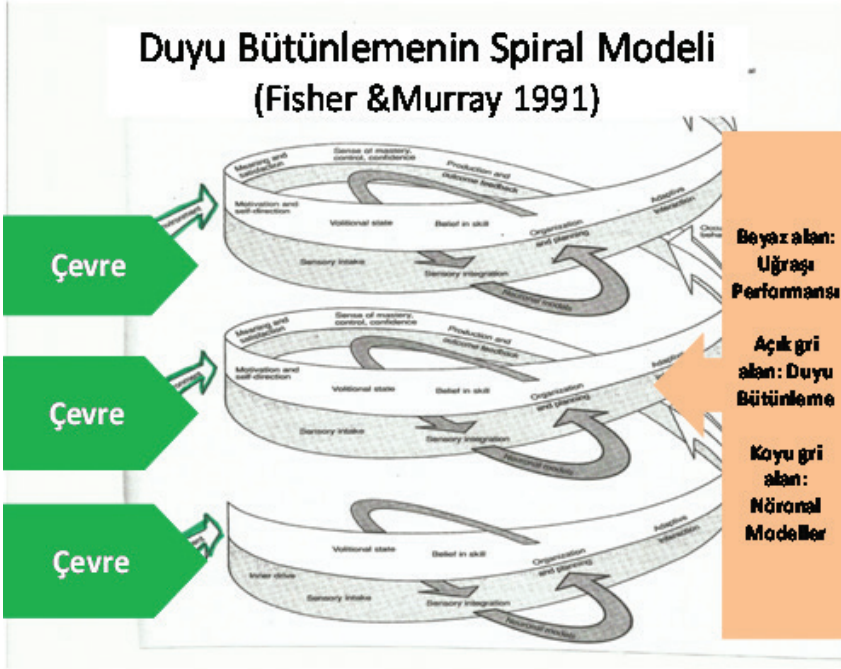 Duyu Bütünlemenin Spiral Modeli
(Fisher &Murray 1991)
Meaning and
satisfaction
Sense of mastery,
control, confidence
Production and
outcome feedback
Motivation and
self-direction
Volitional state
Belief in skill
Organization
and planning
Adaptive
interaction
Sensory intake
Sensory integration
Neuronal models
Çevre
Meaning and
satisfaction
Sense of mastery,
control, confidence
Production and
outcome feedback
Motivation and
self-direction
Volitional state
Belief in skill
Organization
and planning
Adaptive
Sensory intake
Sensory integration
Neuronal models
Çevre
Volitional state
Belief in skill
Organization
and planning
Adaptive
interaction
Inner drive
Sensory intake
Sensory integration
Neuronal models
Çevre
Beyaz alan:
Uğraşı
Performansı
Açık gri
alan: Duyu
Bütünleme
Koyu gri
alan:
Nöronal
Modeller